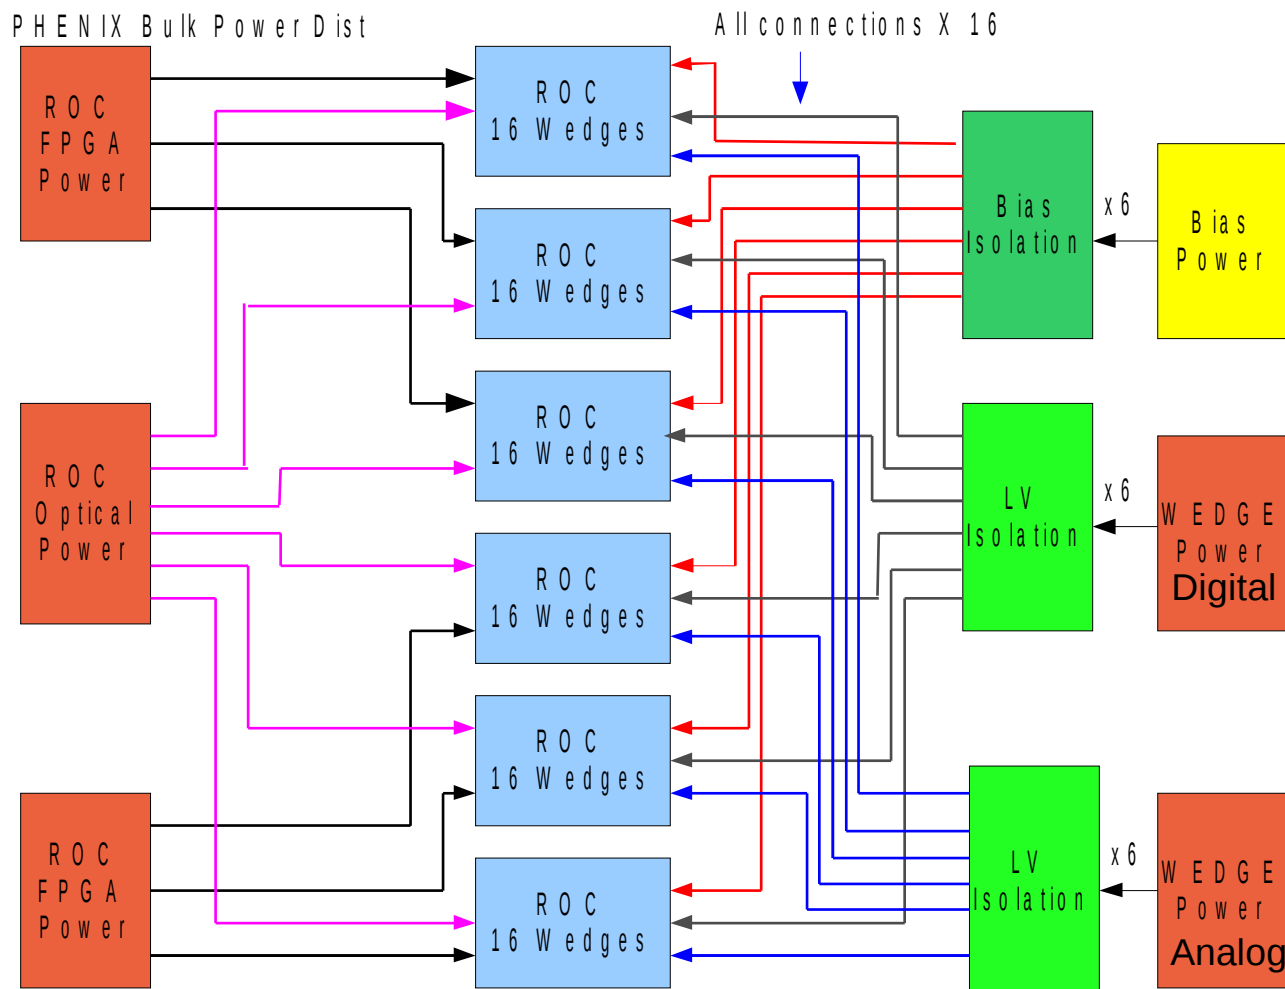 PHENIX Bulk Power Dist
All connections X 16
ROC
FPGA
Power
ROC
16 Wedges
Bias
Isolation
x6
Bias
Power
ROC
16 Wedges
ROC
Optical
Power
ROC
16 Wedges
LV
Isolation
x6
WEDGE
Power
Digital
ROC
16 Wedges
ROC
16 Wedges
ROC
FPGA
Power
ROC
16 Wedges
LV
Isolation
x6
WEDGE
Power
Analog